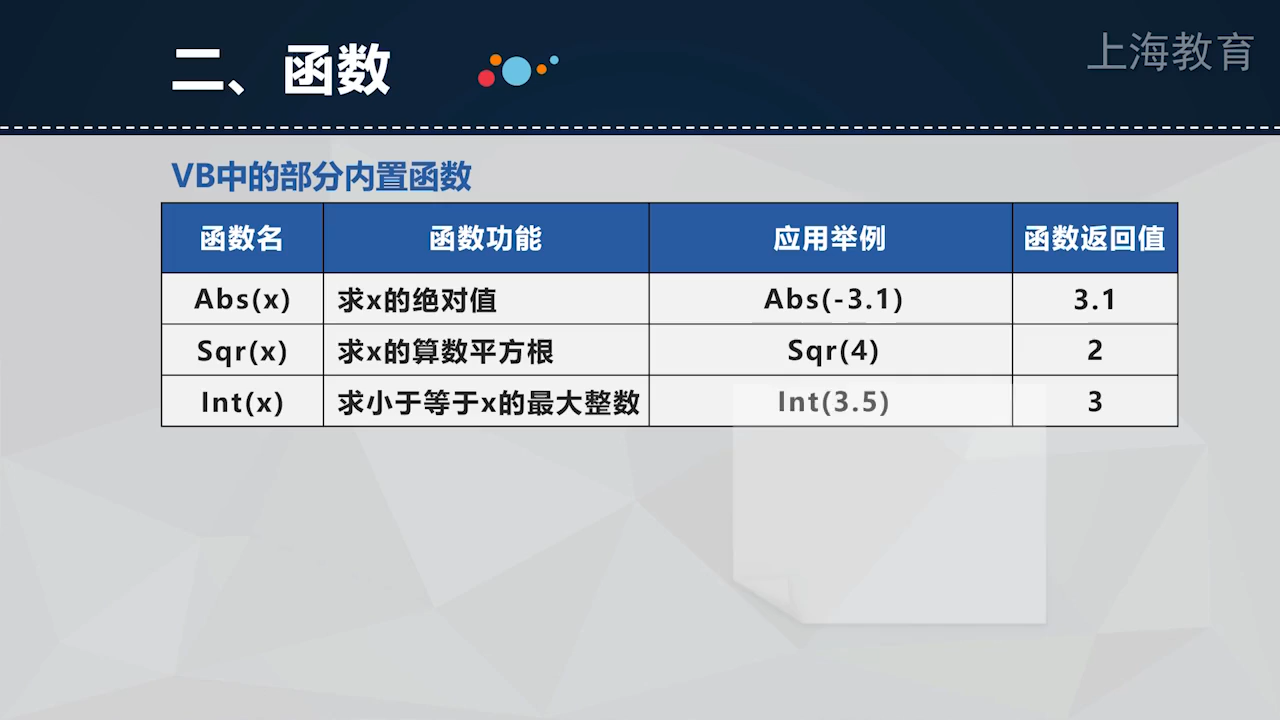 二、函数
上海教育
VB中的部分内置函数
函数名 函数功能 应用举例 函数返回值
Abs(x) 求x的绝对值 Abs(-3.1) 3.1
Sqr(x) 求x的算数平方根 Sqr(4) 2
Int(x) 求小于等于x的最大整数 Int(3.5) 3